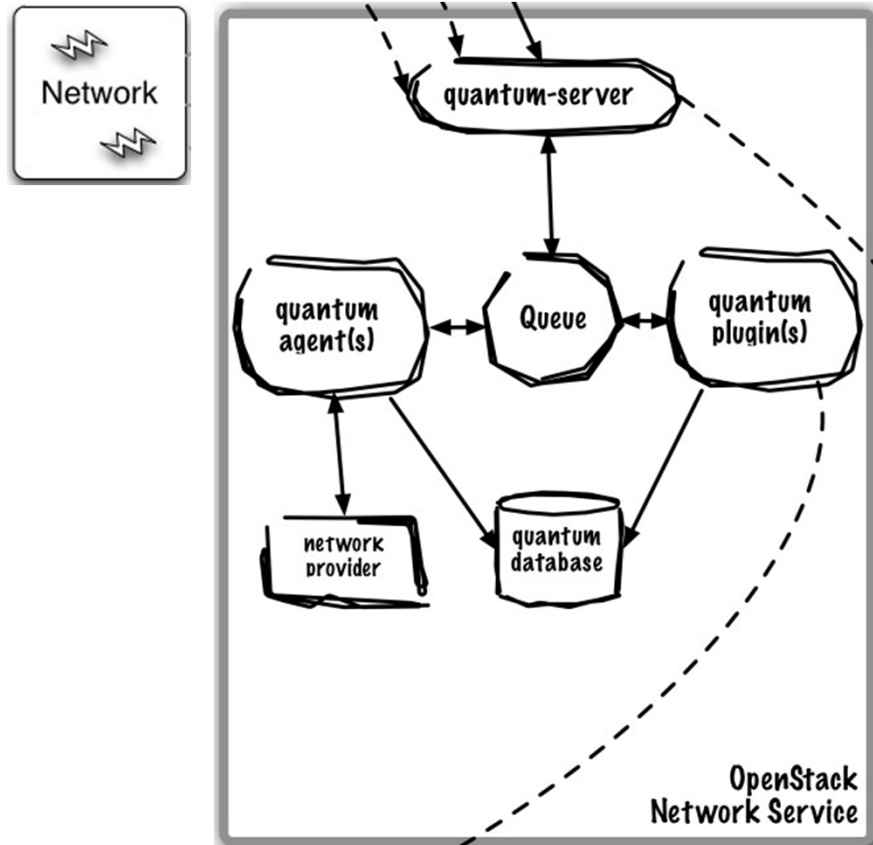 Network
quantum-server
quantum
agent(s)
Queue
quantum
plugin(s)
network
provider
quantum
database
OpenStack
Network Service